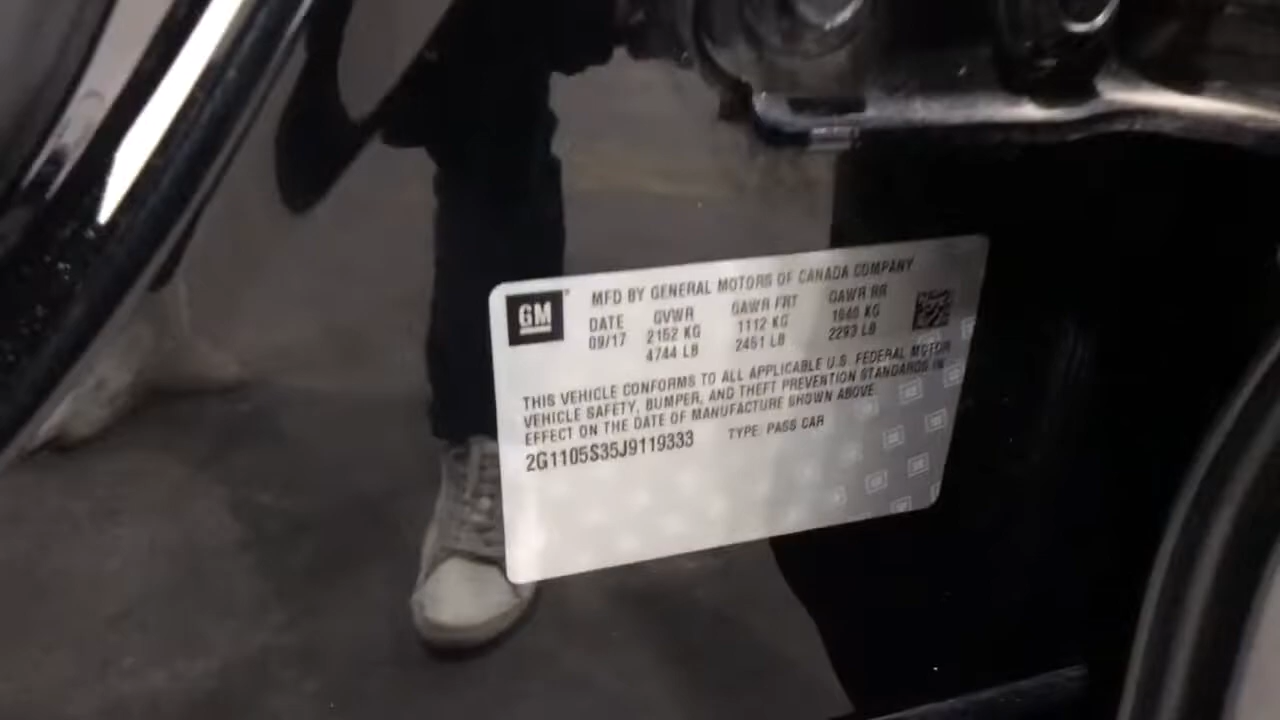 GM
MFD BY GENERAL MOTORS OF CANADA COMPANY
DATE GVWR GAWR FRT GAWR RR
09/17 2152 KG 1112 KG 1040 KG
4744 LB 2451 LB 2293 LB
THIS VEHICLE CONFORMS TO ALL APPLICABLE U.S. FEDERAL MOTOR
VEHICLE SAFETY, BUMPER, AND THEFT PREVENTION STANDARDS IN
EFFECT ON THE DATE OF MANUFACTURE SHOWN ABOVE.
2G1105S35J9119333 TYPE: PASS CAR